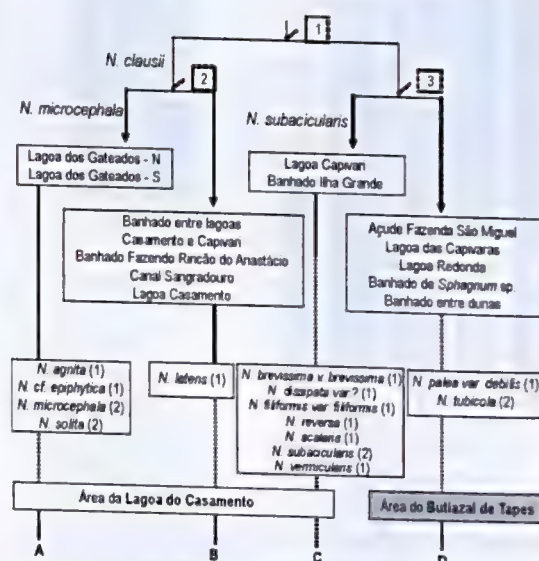 1
N. clausii
2
3
N. microcephala
N. subacicularis
Lagoa dos Gateados - N
Lagoa dos Gateados - S
Lagoa Capivari
Banhado Ilha Grande
Banhado entre lagoas
Casamento e Capivari
Banhado Fazendo Rincão do Anastácio
Canal Sangradouro
Lagoa Casamento
Açude Fazenda São Miguel
Lagoa das Capivaras
Lagoa Redonda
Banhado de Sphagnum sp.
Banhado entre dunas
N. agnita (1)
N. cf. epiphytica (1)
N. microcephala (2)
N. solita (2)
N. latens (1)
N. brevissima v. brevissima (1)
N. dissipata var? (1)
N. filiformis var filiformis (1)
N. reversa (1)
N. scalaris (1)
N. subacicularis (2)
N. vermicularis (1)
N. palea var debilis (1)
N. tubicola (2)
Área da Lagoa do Casamento
Área do Butiazal de Tapes
A
B
C
D